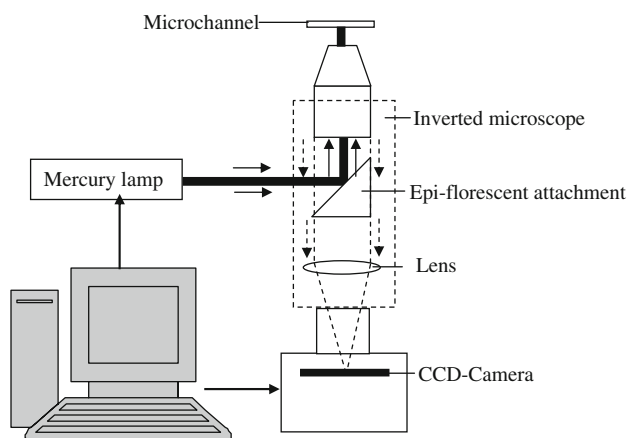 Microchannel
Inverted microscope
Mercury lamp
Epi-florescent attachment
Lens
CCD-Camera